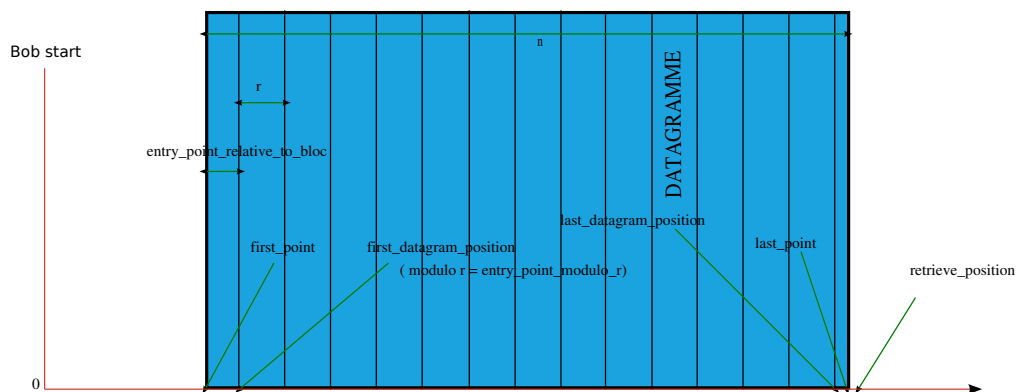 n
Bob start
DATAGRAMME
r
entry_point_relative_to_bloc
last_datagram_position
first_point
first_datagram_position
last_point
( modulo r = entry_point_modulo_r)
retrieve_position
0